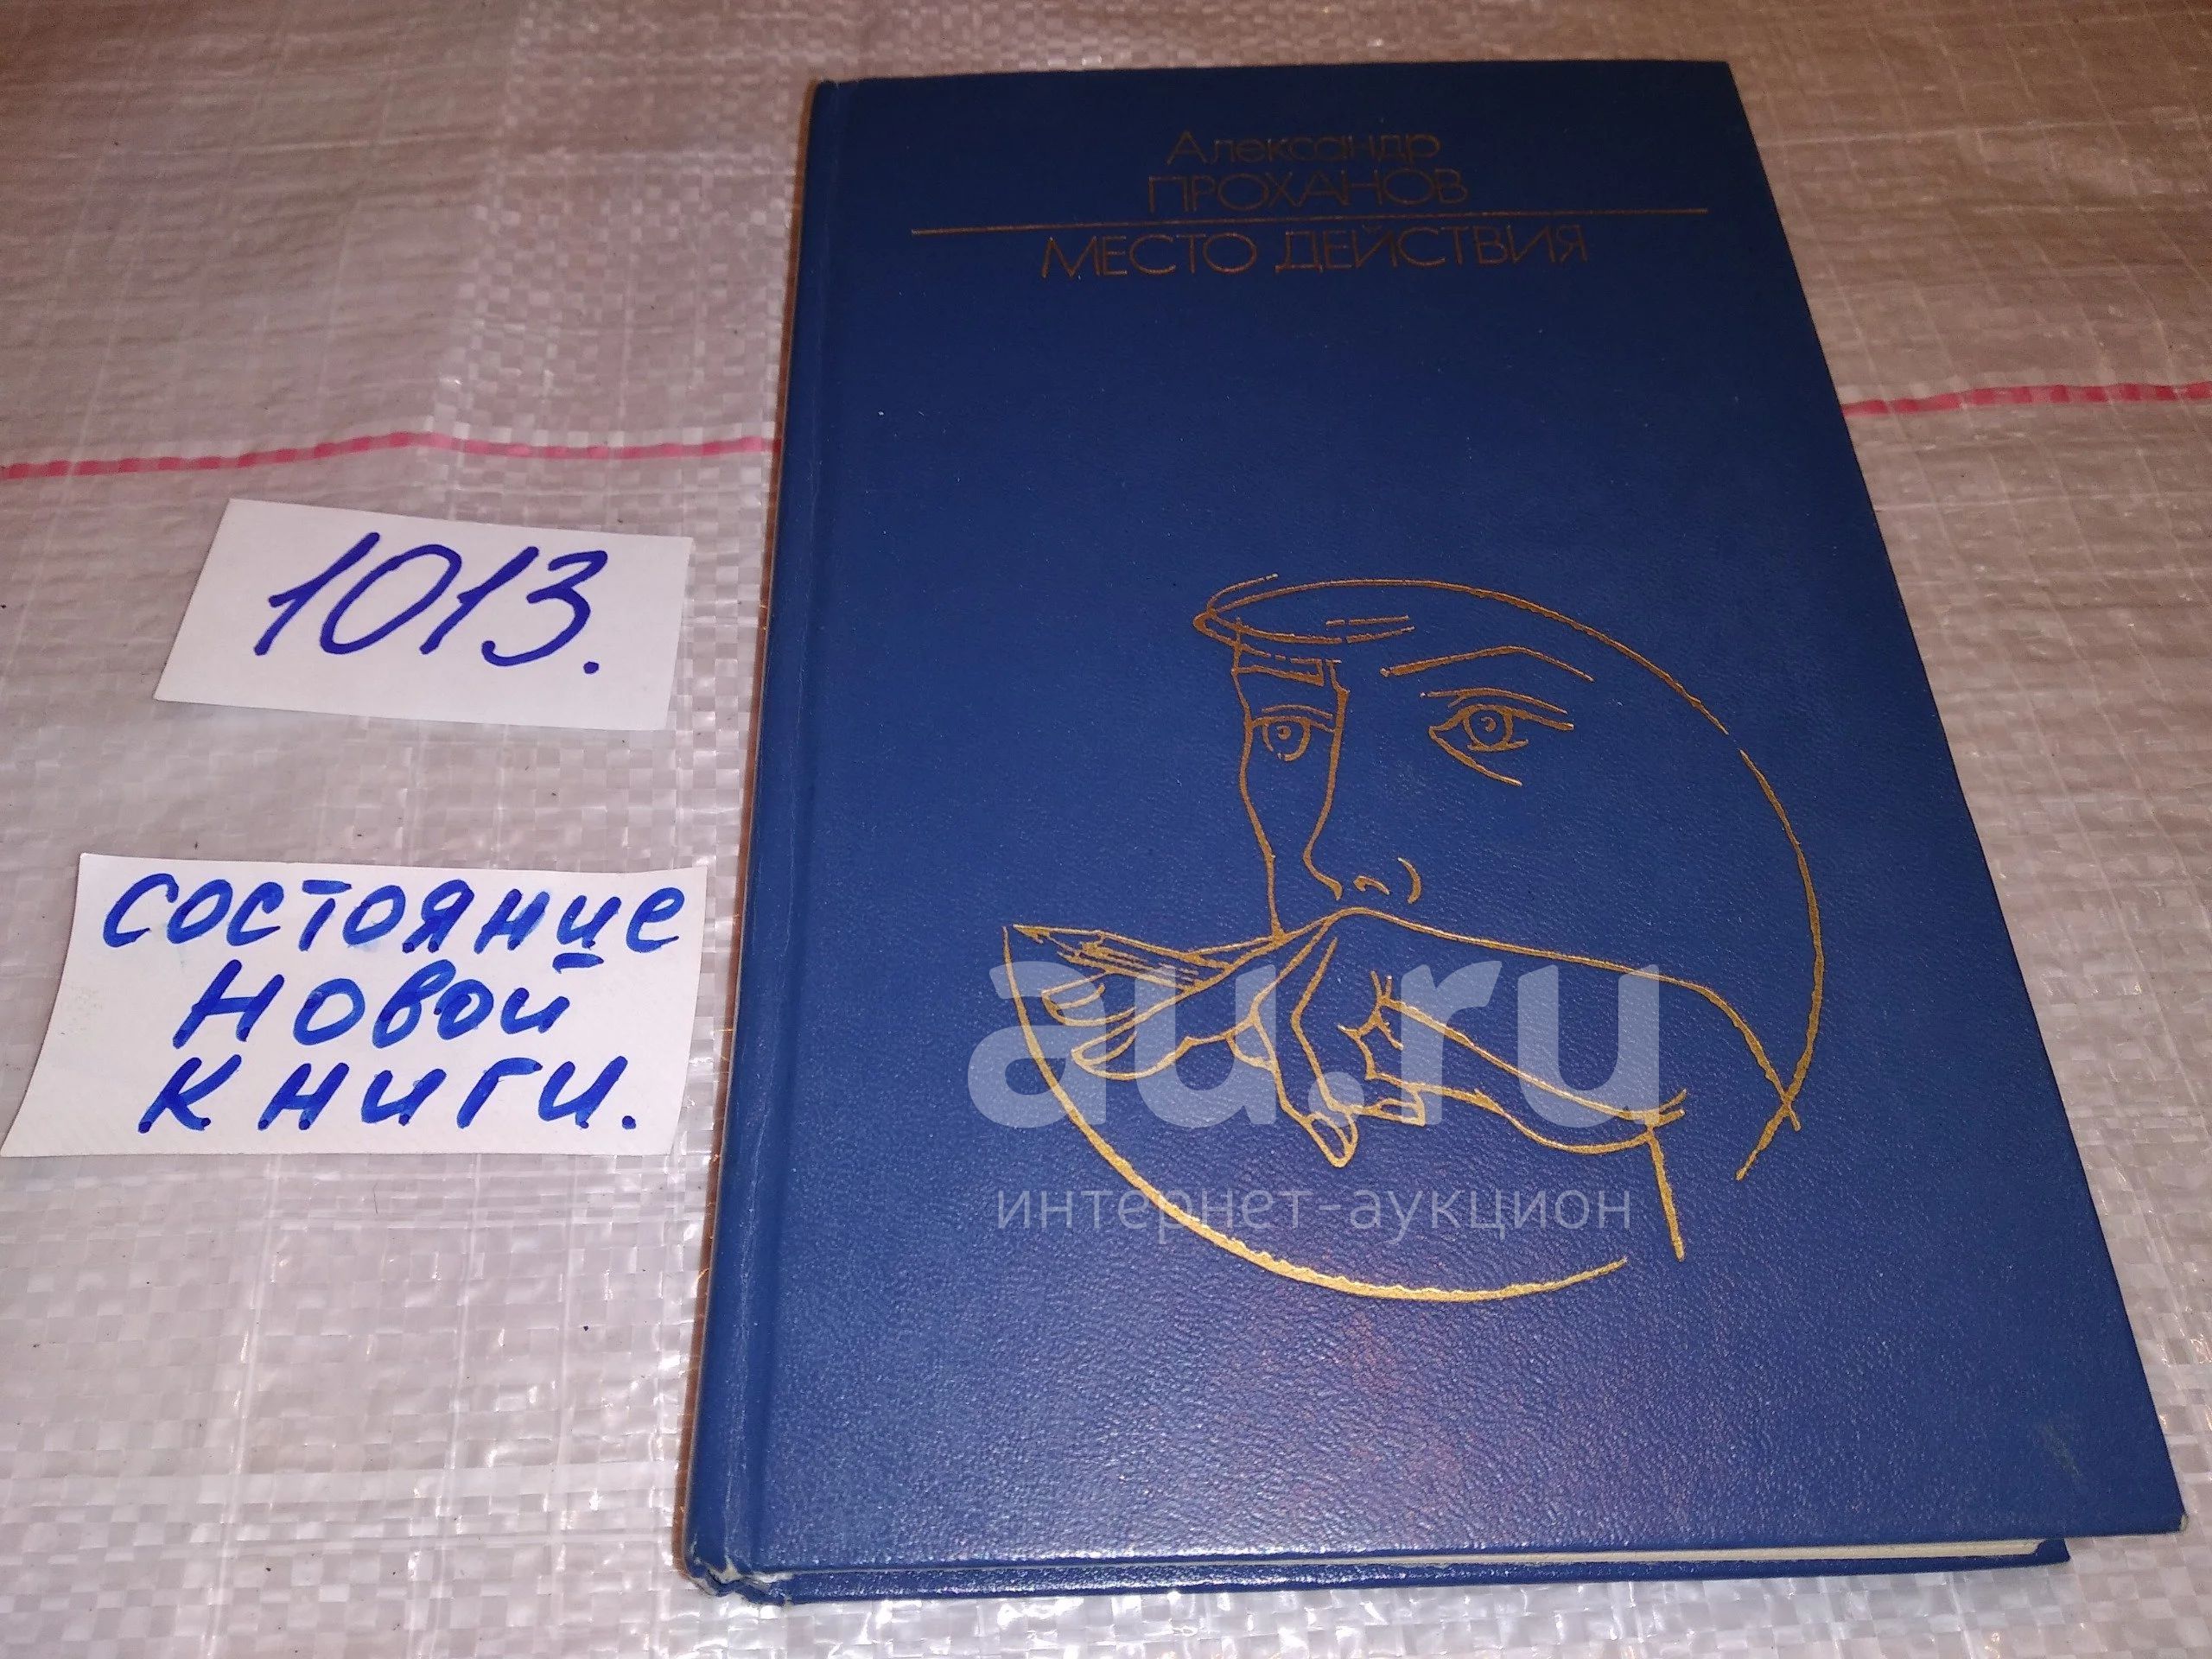 Александр
ПРОХАНОВ
МЕСТО ДЕЙСТВИЯ
1013.
состояние
новой
книги.
au.ru
интернет-аукцион